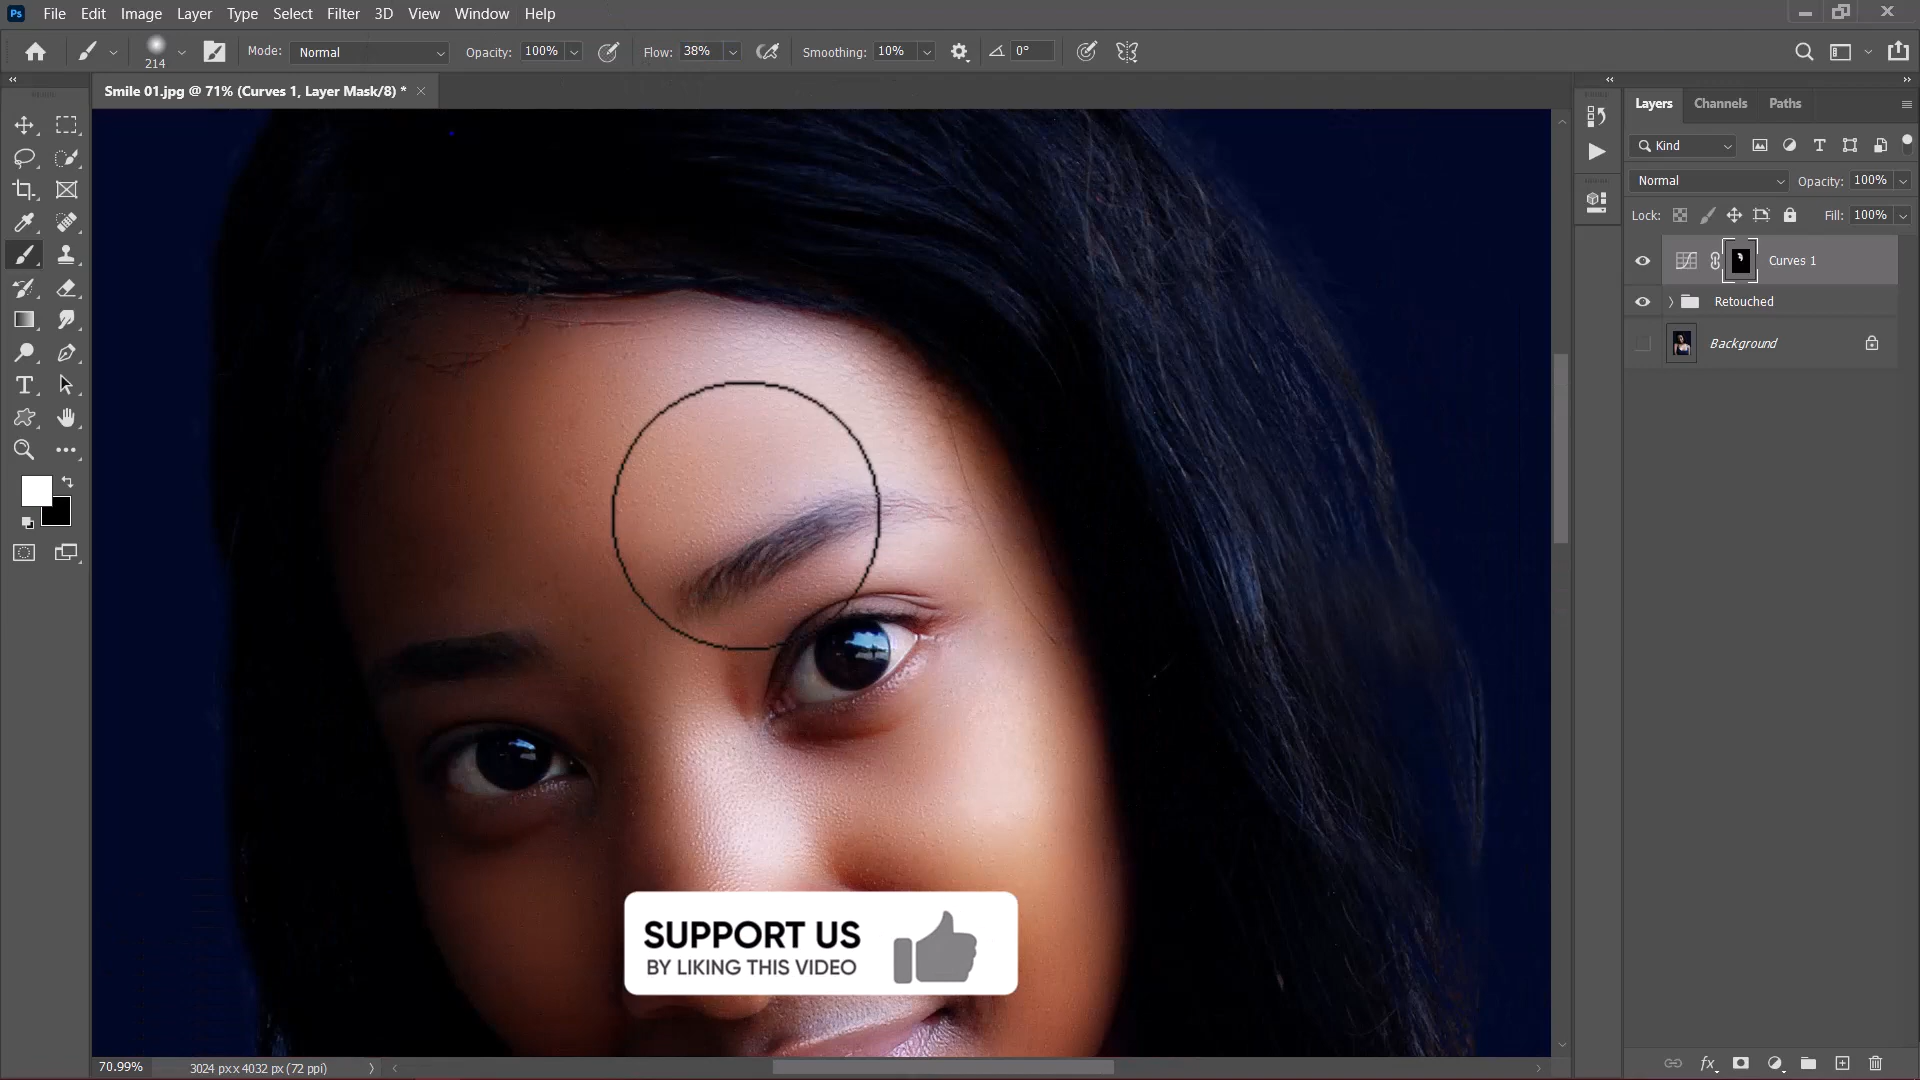 Ps File Edit Image Layer Type Select Filter 3D View Window Help
214 Mode: Normal Opacity: 100% Flow: 38% Smoothing: 10% 0°
Smile 01.jpg @ 71% (Curves 1, Layer Mask/8) *
Layers Channels Paths
Kind
Normal Opacity: 100%
Lock: Fill: 100%
Curves 1
Retouched
Background
SUPPORT US
BY LIKING THIS VIDEO
70.99% 3024 px x 4032 px (72 ppi)
fx